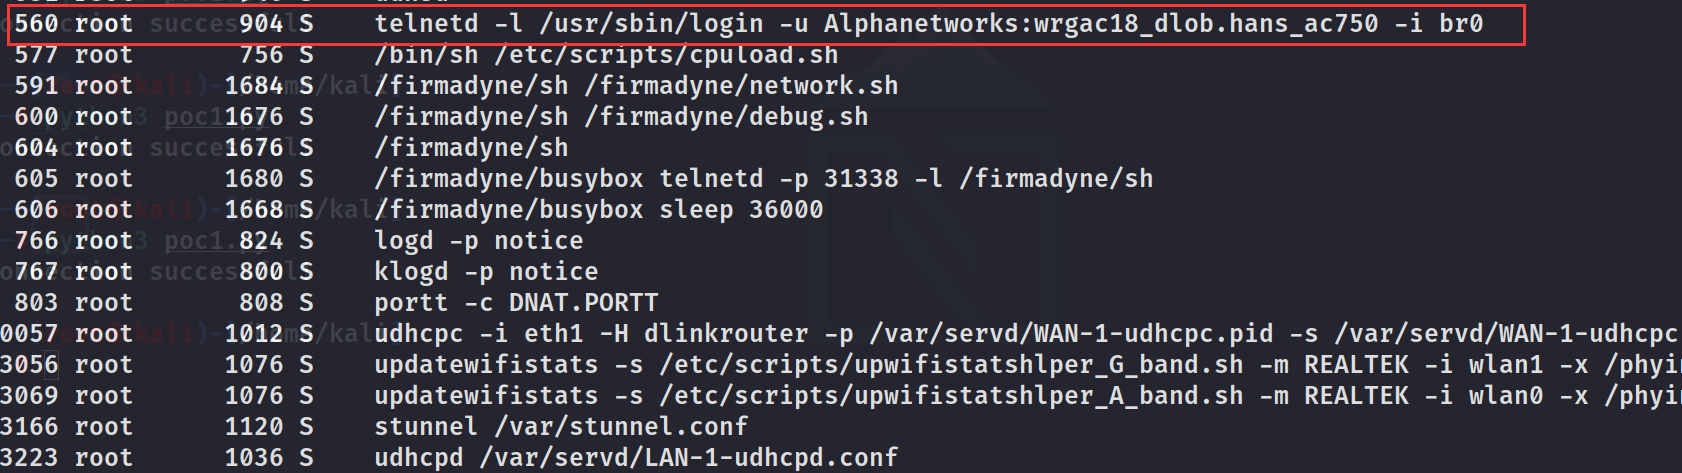 560 root 904 S telnetd -l /usr/sbin/login -u Alphanetworks:wrgac18_dlob.hans_ac750 -i br0
577 root 756 S /bin/sh /etc/scripts/cpuload.sh
591 root 1684 S /firmadyne/sh /firmadyne/network.sh
600 root 1676 S /firmadyne/sh /firmadyne/debug.sh
604 root 1676 S /firmadyne/sh
605 root 1680 S /firmadyne/busybox telnetd -p 31338 -l /firmadyne/sh
606 root 1668 S /firmadyne/busybox sleep 36000
766 root 824 S logd -p notice
767 root 800 S klogd -p notice
803 root 808 S portt -c DNAT.PORTT
0057 root 1012 S udhcpc -i eth1 -H dlinkrouter -p /var/servd/WAN-1-udhcpc.pid -s /var/servd/WAN-1-udhcpc
3056 root 1076 S updatewifistats -s /etc/scripts/upwifistatshlper_G_band.sh -m REALTEK -i wlan1 -x /phyin
3069 root 1076 S updatewifistats -s /etc/scripts/upwifistatshlper_A_band.sh -m REALTEK -i wlan0 -x /phyin
3166 root 1120 S stunnel /var/stunnel.conf
3223 root 1036 S udhcpd /var/servd/LAN-1-udhcpd.conf